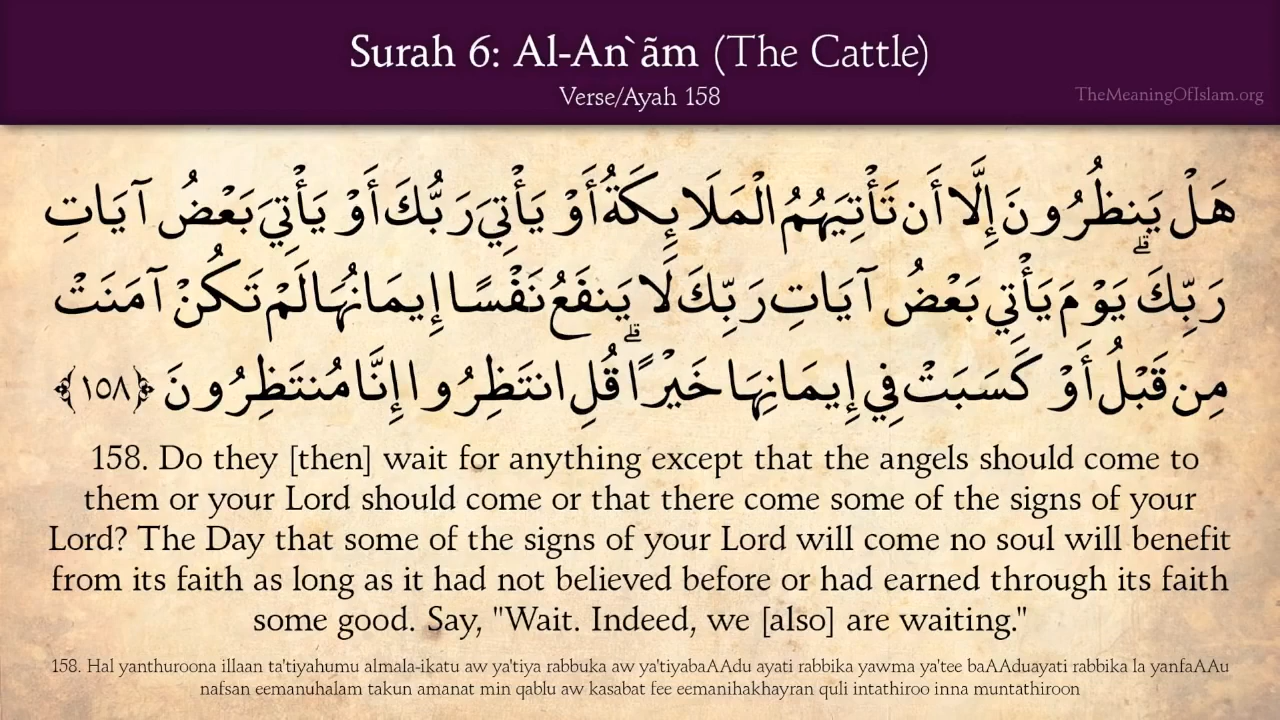 Surah 6: Al-An`ãm (The Cattle)
Verse/Ayah 158
TheMeaningOfIslam.org
هَلْ يَنظُرُونَ إِلَّا أَن تَأْتِيَهُمُ الْمَلَائِكَةُ أَوْ يَأْتِيَ رَبُّكَ أَوْ يَأْتِيَ بَعْضُ آيَاتِ
رَبِّكَ ۗ يَوْمَ يَأْتِي بَعْضُ آيَاتِ رَبِّكَ لَا يَنفَعُ نَفْسًا إِيمَانُهَا لَمْ تَكُنْ آمَنَتْ
مِن قَبْلُ أَوْ كَسَبَتْ فِي إِيمَانِهَا خَيْرًا ۗ قُلِ انتَظِرُوا إِنَّا مُنتَظِرُونَ ﴿١٥٨﴾
158. Do they [then] wait for anything except that the angels should come to
them or your Lord should come or that there come some of the signs of your
Lord? The Day that some of the signs of your Lord will come no soul will benefit
from its faith as long as it had not believed before or had earned through its faith
some good. Say, "Wait. Indeed, we [also] are waiting."
158. Hal yanthuroona illaan ta'tiyahumu almala-ikatu aw ya'tiya rabbuka aw ya'tiyabaAAdu ayati rabbika yawma ya'tee baAAduayati rabbika la yanfaAAu
nafsan eemanuhalam takun amanat min qablu aw kasabat fee eemanihakhayran quli intathiroo inna muntathiroon